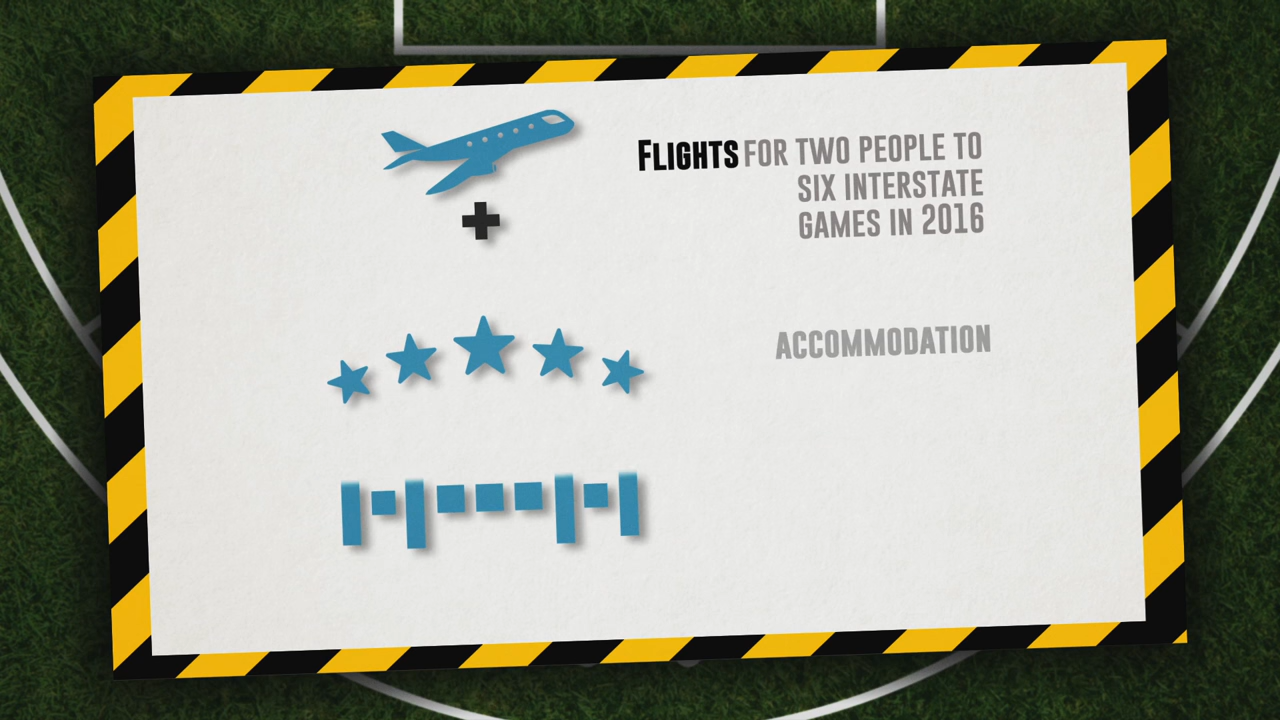 FLIGHTS FOR TWO PEOPLE TO
SIX INTERSTATE
GAMES IN 2016
ACCOMMODATION